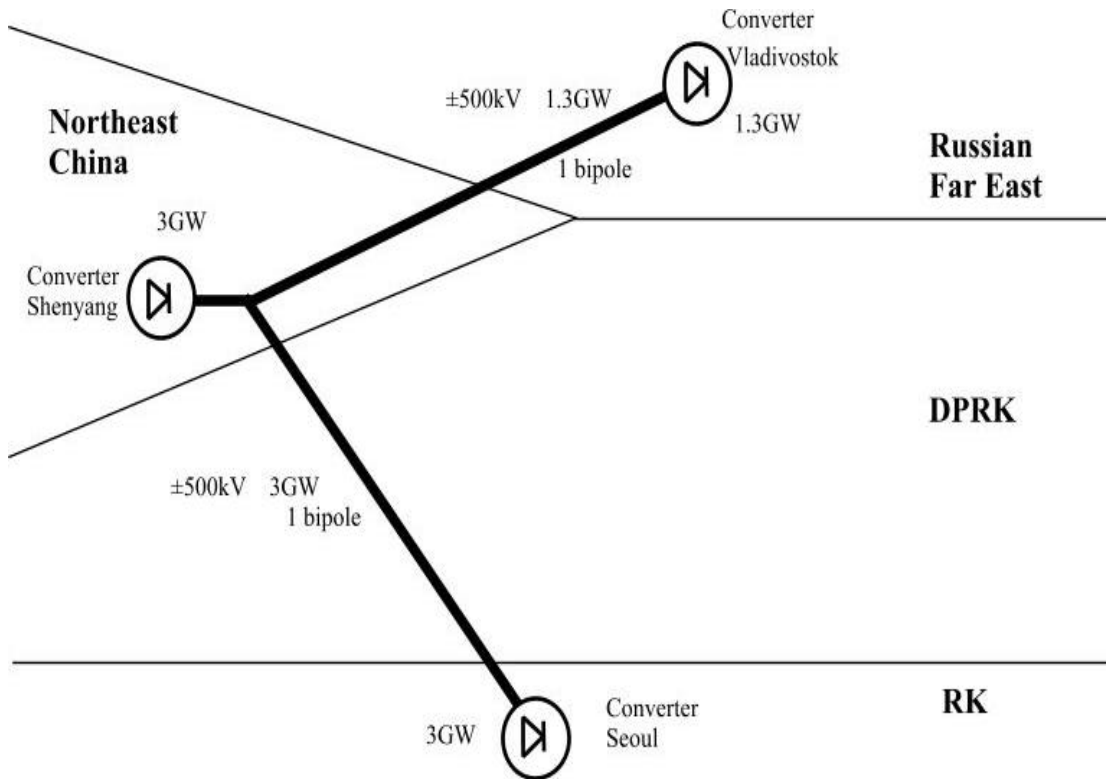 Converter
Vladivostok
±500kV 1.3GW
1.3GW
Northeast
China
1 bipole
Russian
Far East
3GW
Converter
Shenyang
DPRK
±500kV 3GW
1 bipole
RK
Converter
Seoul
3GW